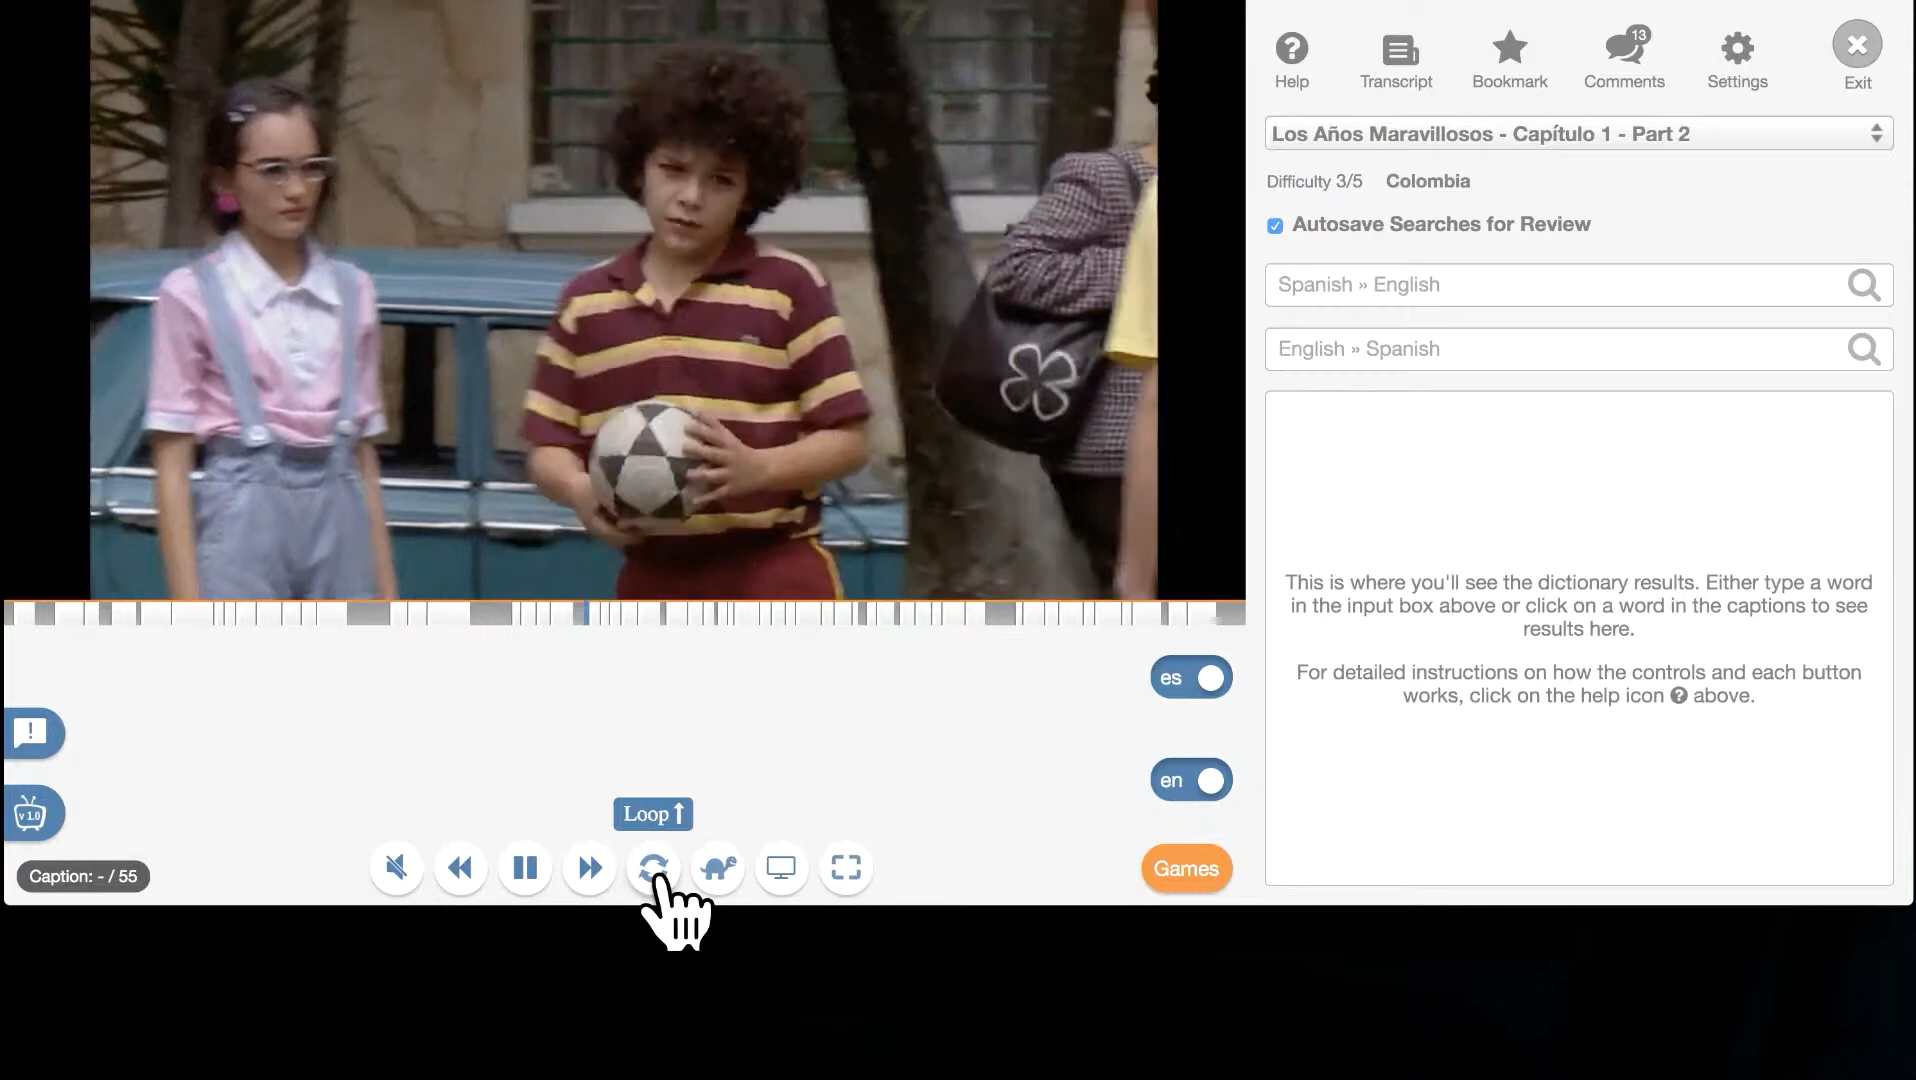 13
Help
Transcript
Bookmark
Comments
Settings
Exit
Los Años Maravillosos - Capítulo 1 - Part 2
Difficulty 3/5 Colombia
Autosave Searches for Review
Spanish » English
English » Spanish
This is where you'll see the dictionary results. Either type a word
in the input box above or click on a word in the captions to see
results here.
For detailed instructions on how the controls and each button
works, click on the help icon ? above.
es
en
!
v 1.0
Loop ↑
Caption: - / 55
Games